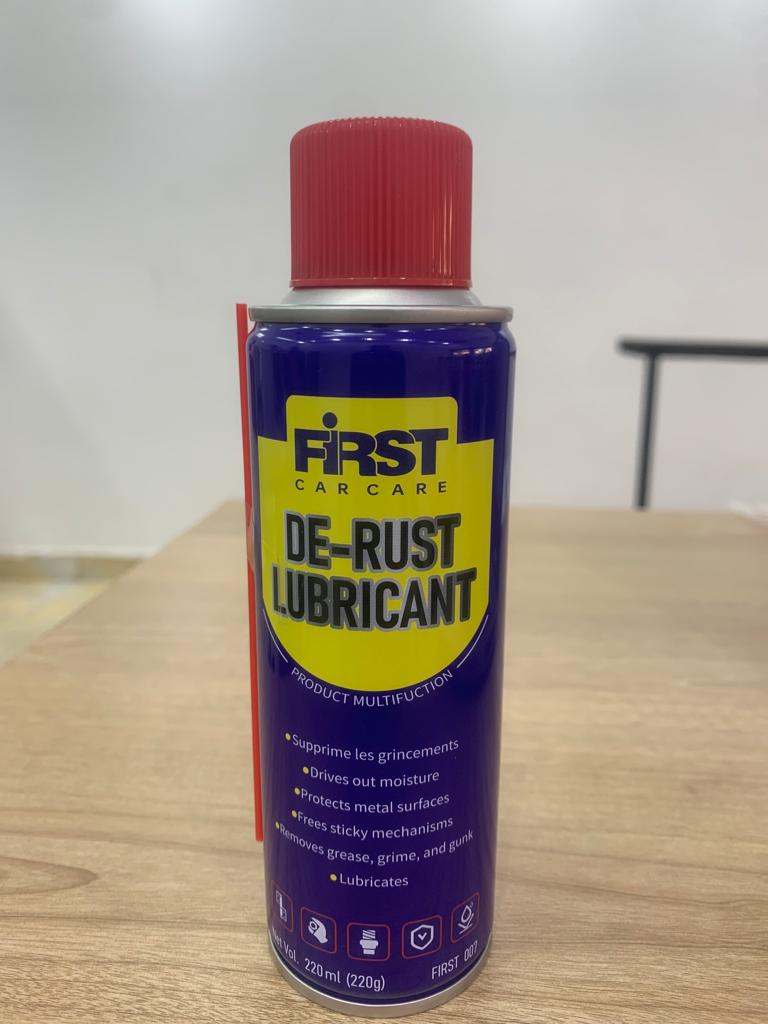 FiRST
CAR CARE
DE-RUST
LUBRICANT
PRODUCT MULTIFUCTION
•Supprime les grincements
•Drives out moisture
•Protects metal surfaces
•Frees sticky mechanisms
•Removes grease, grime, and gunk
•Lubricates
Net Vol. 220ml (220g)
FIRST 007